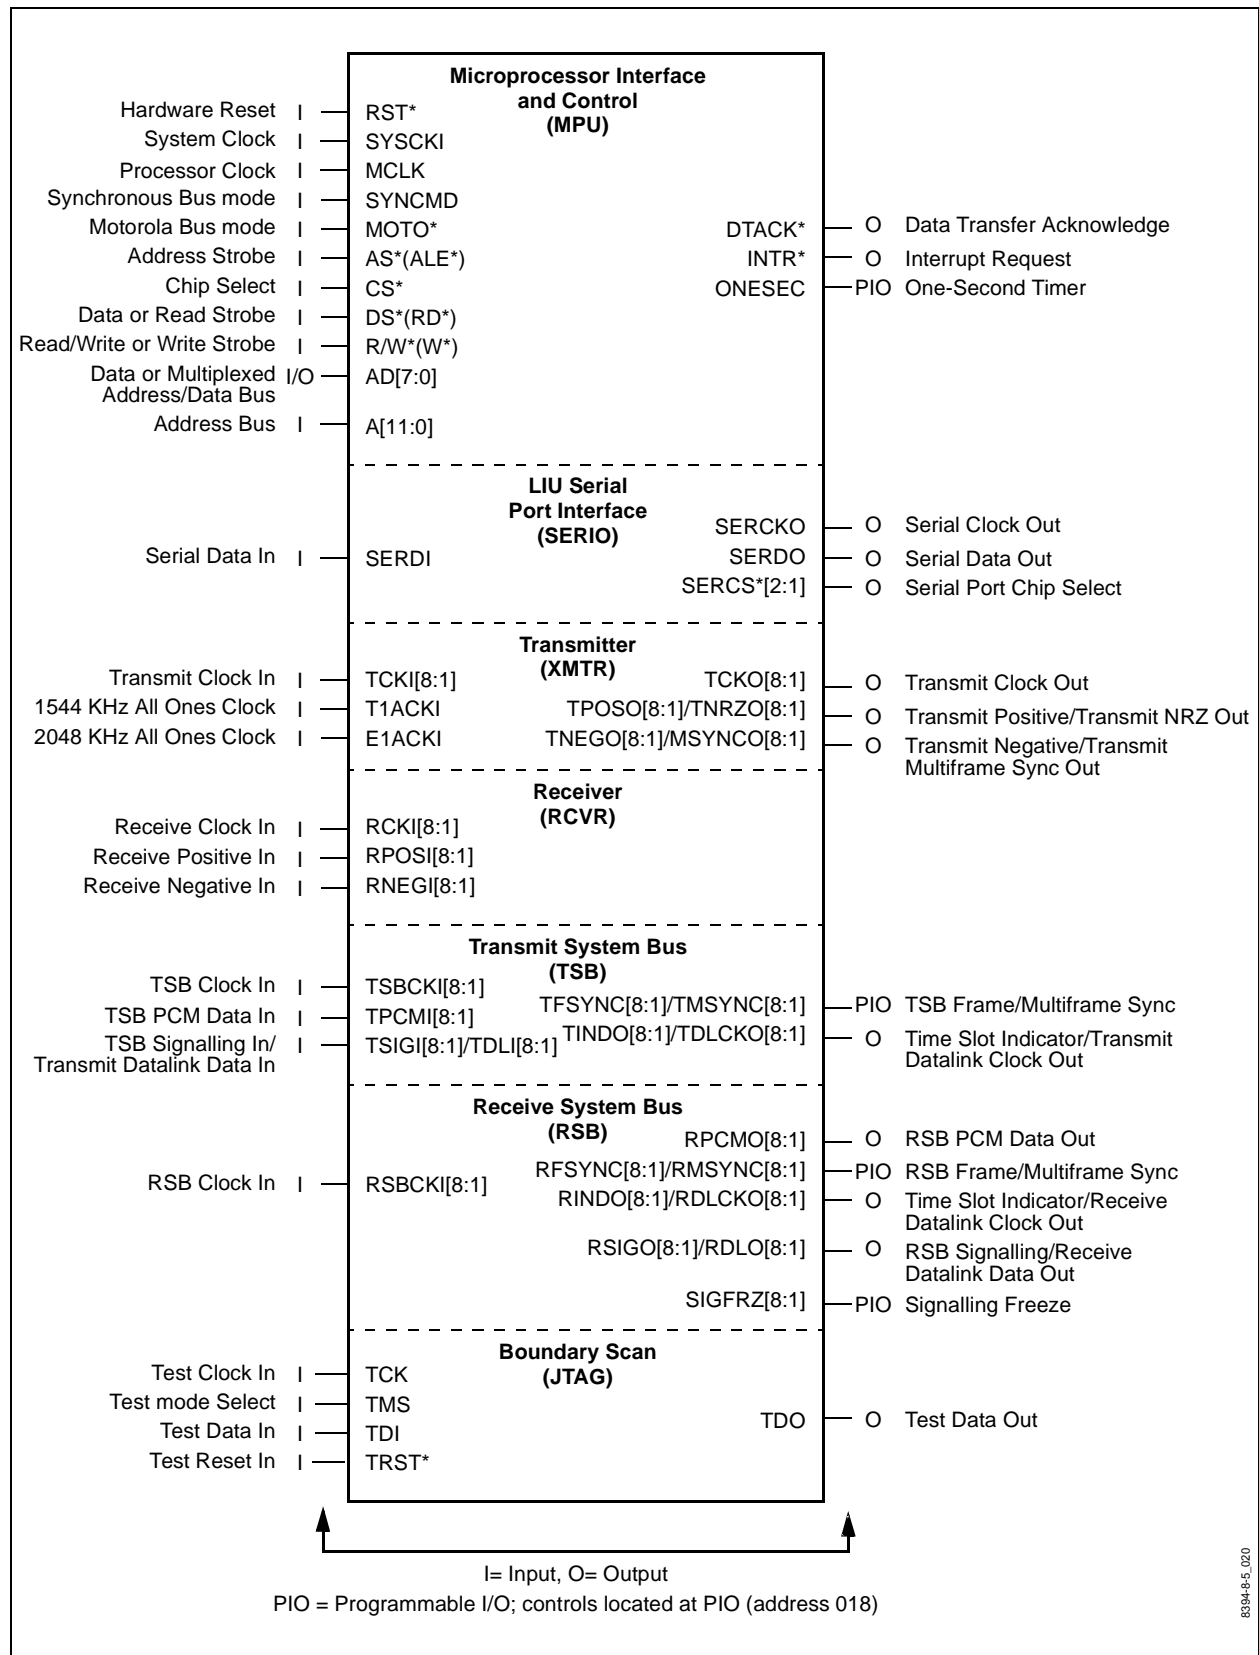 Microprocessor Interface
and Control
(MPU)
Hardware Reset I RST*
System Clock I SYSCKI
Processor Clock I MCLK
Synchronous Bus mode I SYNCMD
Motorola Bus mode I MOTO* DTACK* O Data Transfer Acknowledge
Address Strobe I AS*(ALE*) INTR* O Interrupt Request
Chip Select I CS* ONESEC PIO One-Second Timer
Data or Read Strobe I DS*(RD*)
Read/Write or Write Strobe I R/W*(W*)
Data or Multiplexed I/O AD[7:0]
Address/Data Bus
Address Bus I A[11:0]
LIU Serial
Port Interface
(SERIO)
SERCKO O Serial Clock Out
Serial Data In I SERDI SERDO O Serial Data Out
SERCS*[2:1] O Serial Port Chip Select
Transmitter
(XMTR)
Transmit Clock In I TCKI[8:1] TCKO[8:1] O Transmit Clock Out
1544 KHz All Ones Clock I T1ACKI TPOSO[8:1]/TNRZO[8:1] O Transmit Positive/Transmit NRZ Out
2048 KHz All Ones Clock I E1ACKI TNEGO[8:1]/MSYNCO[8:1] O Transmit Negative/Transmit
Multiframe Sync Out
Receiver
(RCVR)
Receive Clock In I RCKI[8:1]
Receive Positive In I RPOSI[8:1]
Receive Negative In I RNEGI[8:1]
Transmit System Bus
(TSB)
TSB Clock In I TSBCKI[8:1]
TSB PCM Data In I TPCMI[8:1] TFSYNC[8:1]/TMSYNC[8:1] PIO TSB Frame/Multiframe Sync
TSB Signalling In/ I TSIGI[8:1]/TDLI[8:1] TINDO[8:1]/TDLCKO[8:1] O Time Slot Indicator/Transmit
Transmit Datalink Data In Datalink Clock Out
Receive System Bus
(RSB)
RPCMO[8:1] O RSB PCM Data Out
RFSYNC[8:1]/RMSYNC[8:1] PIO RSB Frame/Multiframe Sync
RSB Clock In I RSBCKI[8:1] RINDO[8:1]/RDLCKO[8:1] O Time Slot Indicator/Receive
Datalink Clock Out
RSIGO[8:1]/RDLO[8:1] O RSB Signalling/Receive
Datalink Data Out
SIGFRZ[8:1] PIO Signalling Freeze
Boundary Scan
(JTAG)
Test Clock In I TCK
Test mode Select I TMS
Test Data In I TDI TDO O Test Data Out
Test Reset In I TRST*
I= Input, O= Output
PIO = Programmable I/O; controls located at PIO (address 018)
8394-8-5_020